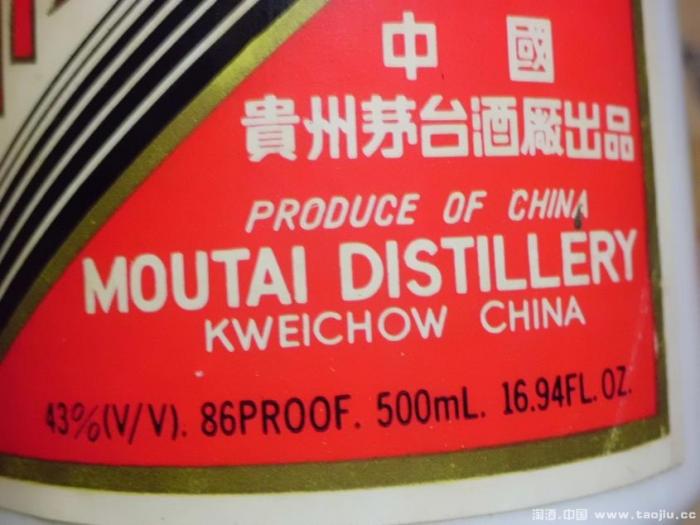 中 國
貴州茅台酒廠出品
PRODUCE OF CHINA
MOUTAI DISTILLERY
KWEICHOW CHINA
43%(V/V). 86PROOF. 500mL. 16.94FL.OZ.
淘酒.中国 www.taojiu.cc